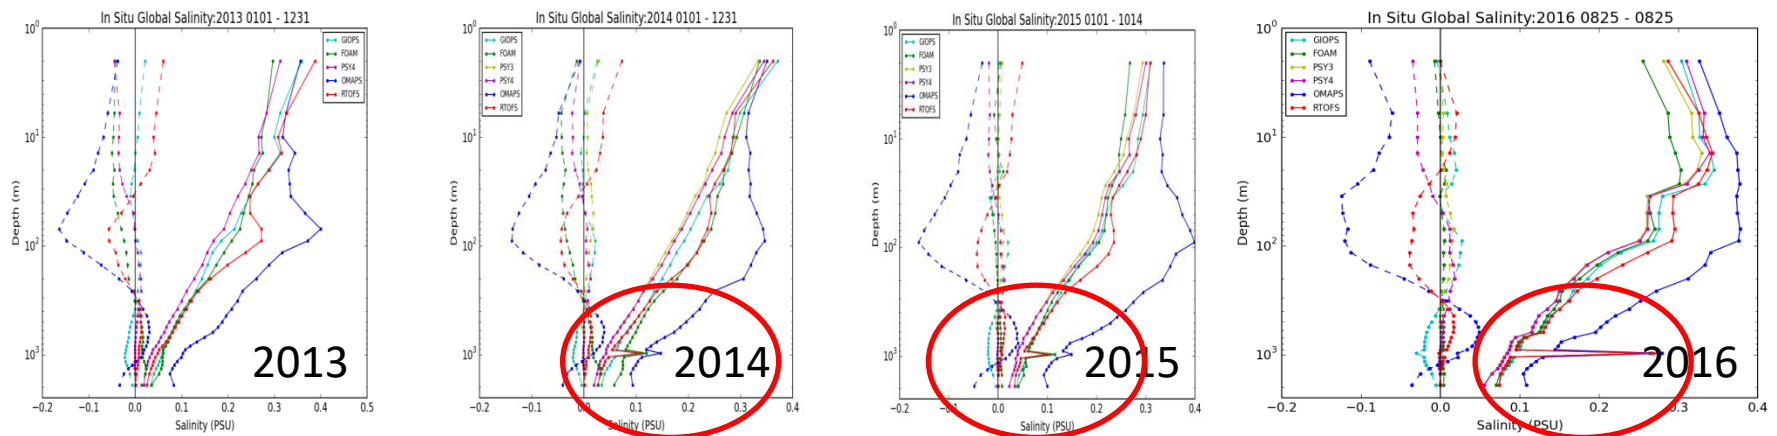 In Situ Global Salinity:2013 0101 - 1231
GIOPS
FOAM
PSY4
OMAPS
RTOFS
10^0
10^1
10^2
10^3
Depth (m)
2013
−0.2 −0.1 0.0 0.1 0.2 0.3 0.4 0.5
Salinity (PSU)
In Situ Global Salinity:2014 0101 - 1231
GIOPS
FOAM
PSY3
PSY4
OMAPS
RTOFS
10^0
10^1
10^2
10^3
Depth (m)
2014
−0.2 −0.1 0.0 0.1 0.2 0.3 0.4
Salinity (PSU)
In Situ Global Salinity:2015 0101 - 1014
GIOPS
FOAM
PSY3
PSY4
OMAPS
RTOFS
10^0
10^1
10^2
10^3
Depth (m)
2015
−0.2 −0.1 0.0 0.1 0.2 0.3 0.4
Salinity (PSU)
In Situ Global Salinity:2016 0825 - 0825
GIOPS
FOAM
PSY3
PSY4
OMAPS
RTOFS
10^0
10^1
10^2
10^3
Depth (m)
2016
−0.2 −0.1 0.0 0.1 0.2 0.3 0.4
Salinity (PSU)